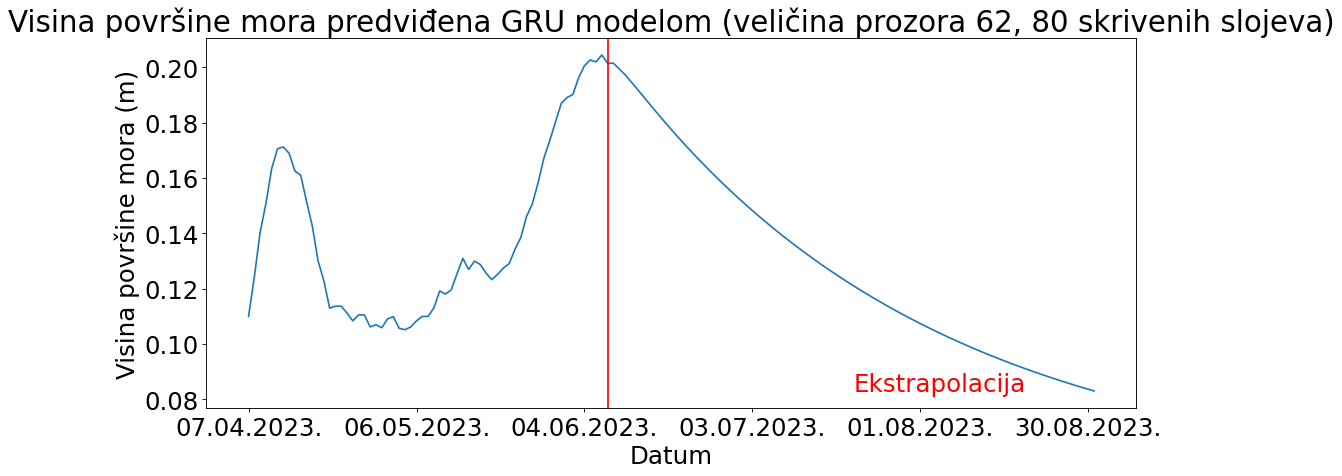 Visina površine mora predviđena GRU modelom (veličina prozora 62, 80 skrivenih slojeva)
Visina površine mora (m)
0.20
0.18
0.16
0.14
0.12
0.10
0.08
Ekstrapolacija
07.04.2023. 06.05.2023. 04.06.2023. 03.07.2023. 01.08.2023. 30.08.2023.
Datum